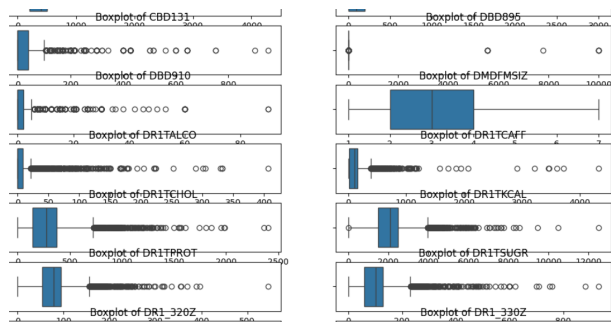 0 1000 2000 3000 4000
0 500 1000 1500 2000 2500 3000
Boxplot of CBD131
Boxplot of DBD895
0 200 400 600 800
0 2000 4000 6000 8000 10000
Boxplot of DBD910
Boxplot of DMDFMSIZ
0 20 40 60 80
1 2 3 4 5 6 7
Boxplot of DR1TALCO
Boxplot of DR1TCAFF
0 50 100 150 200 250 300 350 400
0 1000 2000 3000 4000
Boxplot of DR1TCHOL
Boxplot of DR1TKCAL
0 500 1000 1500 2000 2500
0 2000 4000 6000 8000 10000 12000
Boxplot of DR1TPROT
Boxplot of DR1TSUGR
0 100 200 300 400 500
0 200 400 600 800
Boxplot of DR1_320Z
Boxplot of DR1_330Z